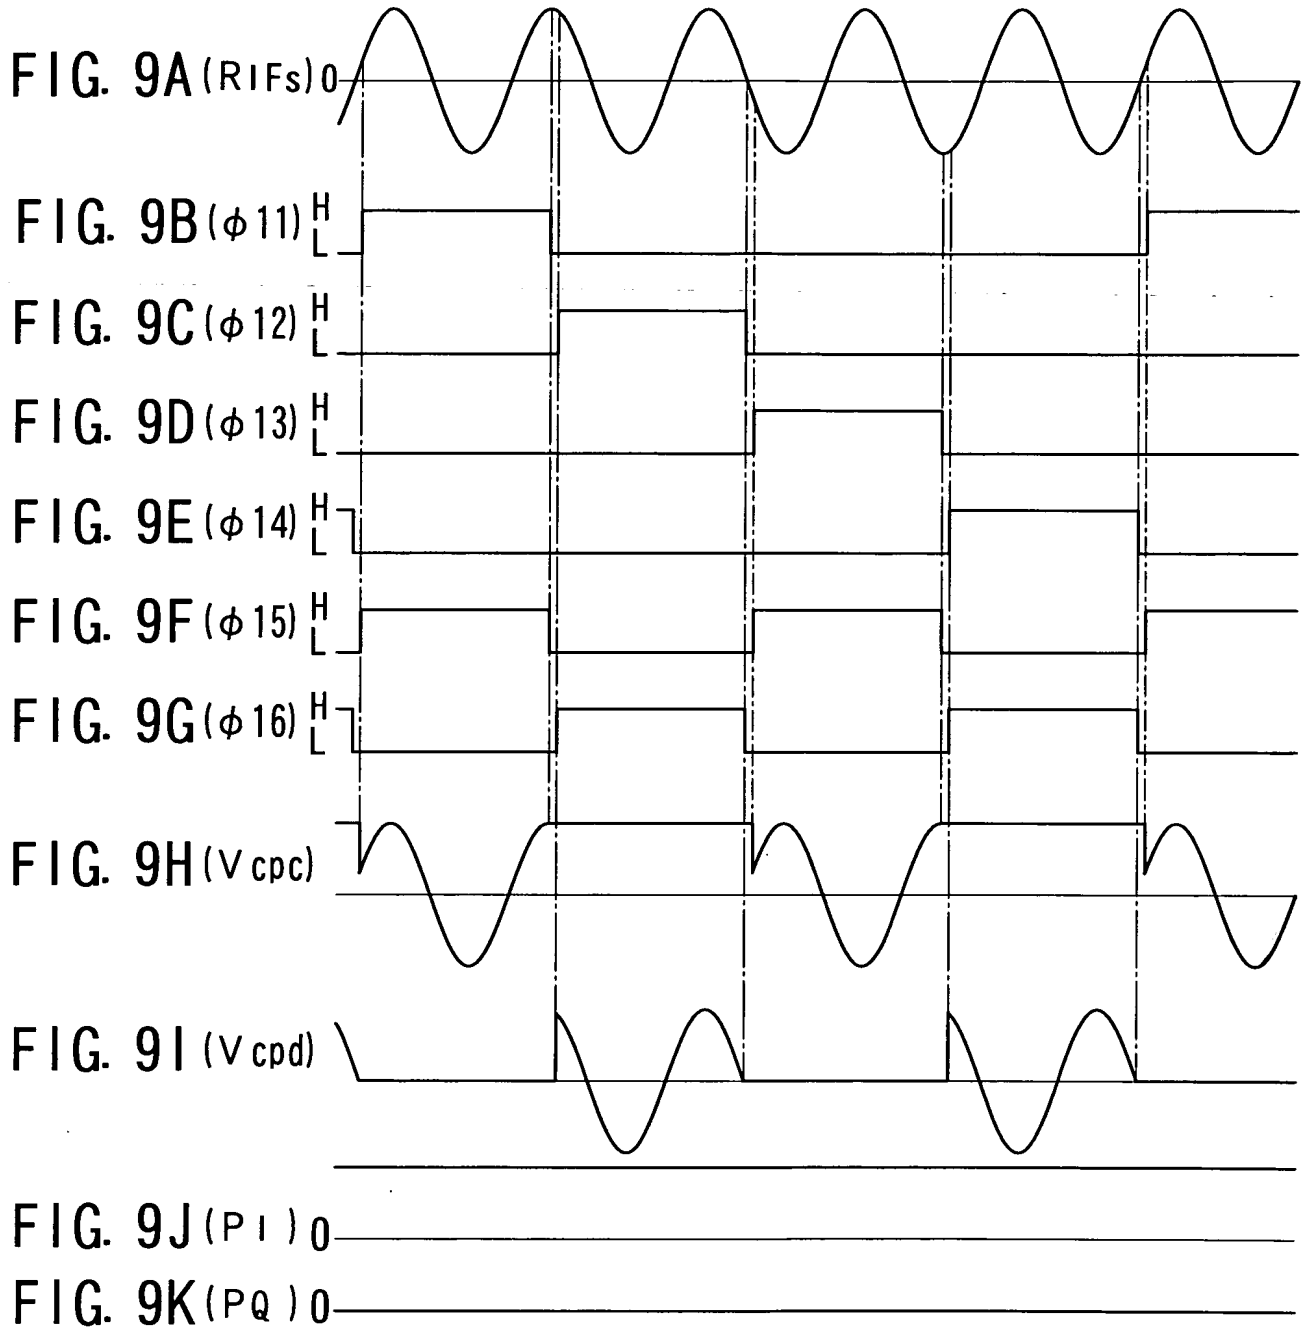 FIG. 9A (RIFs) 0
FIG. 9B (φ11) H
L
FIG. 9C (φ12) H
L
FIG. 9D (φ13) H
L
FIG. 9E (φ14) H
L
FIG. 9F (φ15) H
L
FIG. 9G (φ16) H
L
FIG. 9H (Vcpc)
FIG. 9I (Vcpd)
FIG. 9J (PI) 0
FIG. 9K (PQ) 0